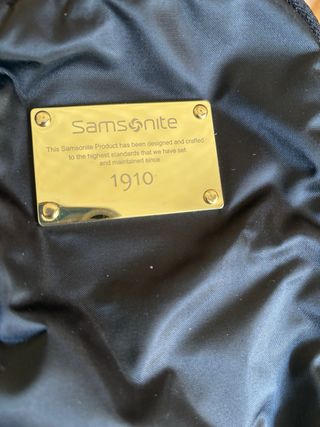 Samsonite
This Samsonite Product has been designed and crafted
to the highest standards that we have set
and maintained since
1910